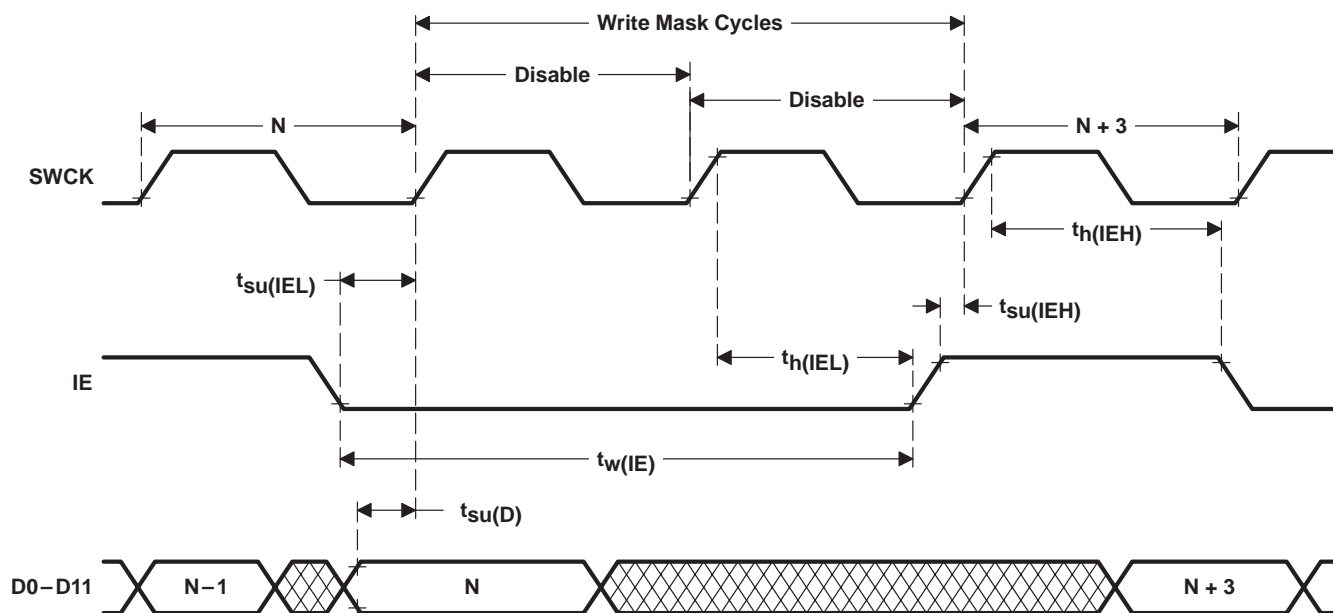 Write Mask Cycles
Disable
Disable
N
N + 3
SWCK
th(IEH)
tsu(IEL)
tsu(IEH)
th(IEL)
IE
tw(IE)
tsu(D)
D0–D11
N–1
N
N + 3